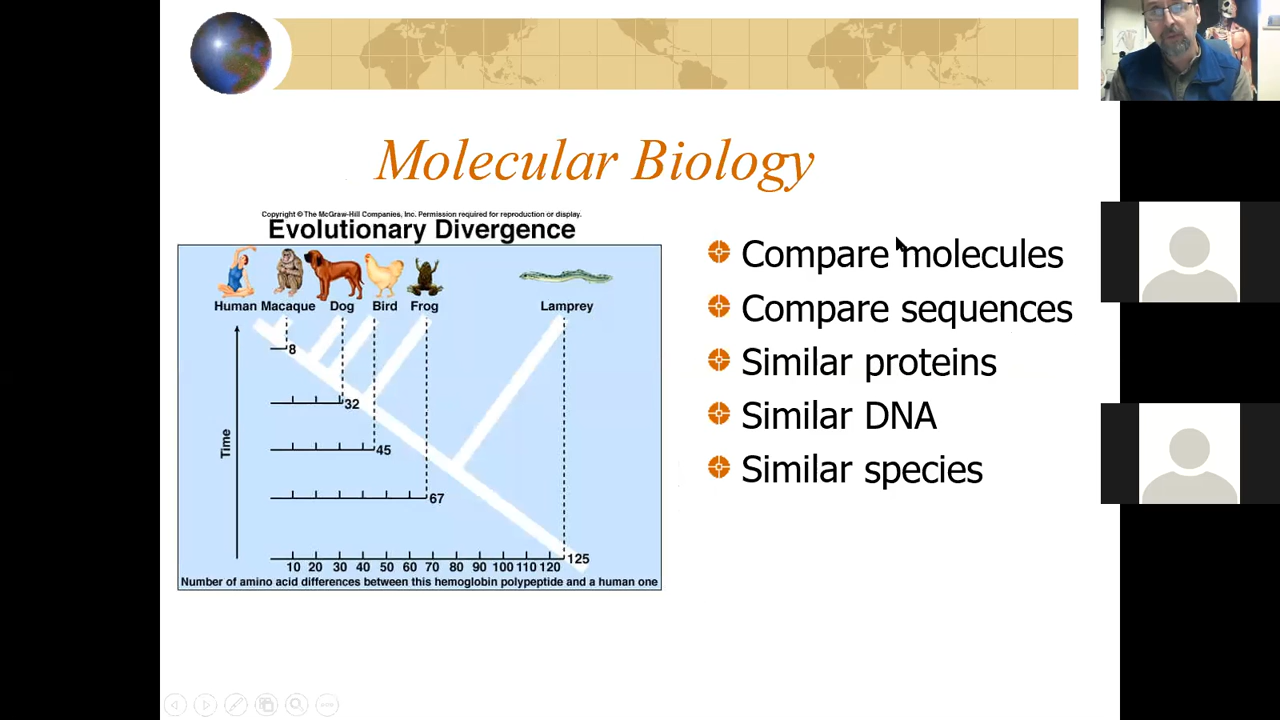 Molecular Biology
Copyright © The McGraw-Hill Companies, Inc. Permission required for reproduction or display.
Evolutionary Divergence
Human Macaque Dog Bird Frog Lamprey
8
32
Time
45
67
125
10 20 30 40 50 60 70 80 90 100 110 120
Number of amino acid differences between this hemoglobin polypeptide and a human one
Compare molecules
Compare sequences
Similar proteins
Similar DNA
Similar species